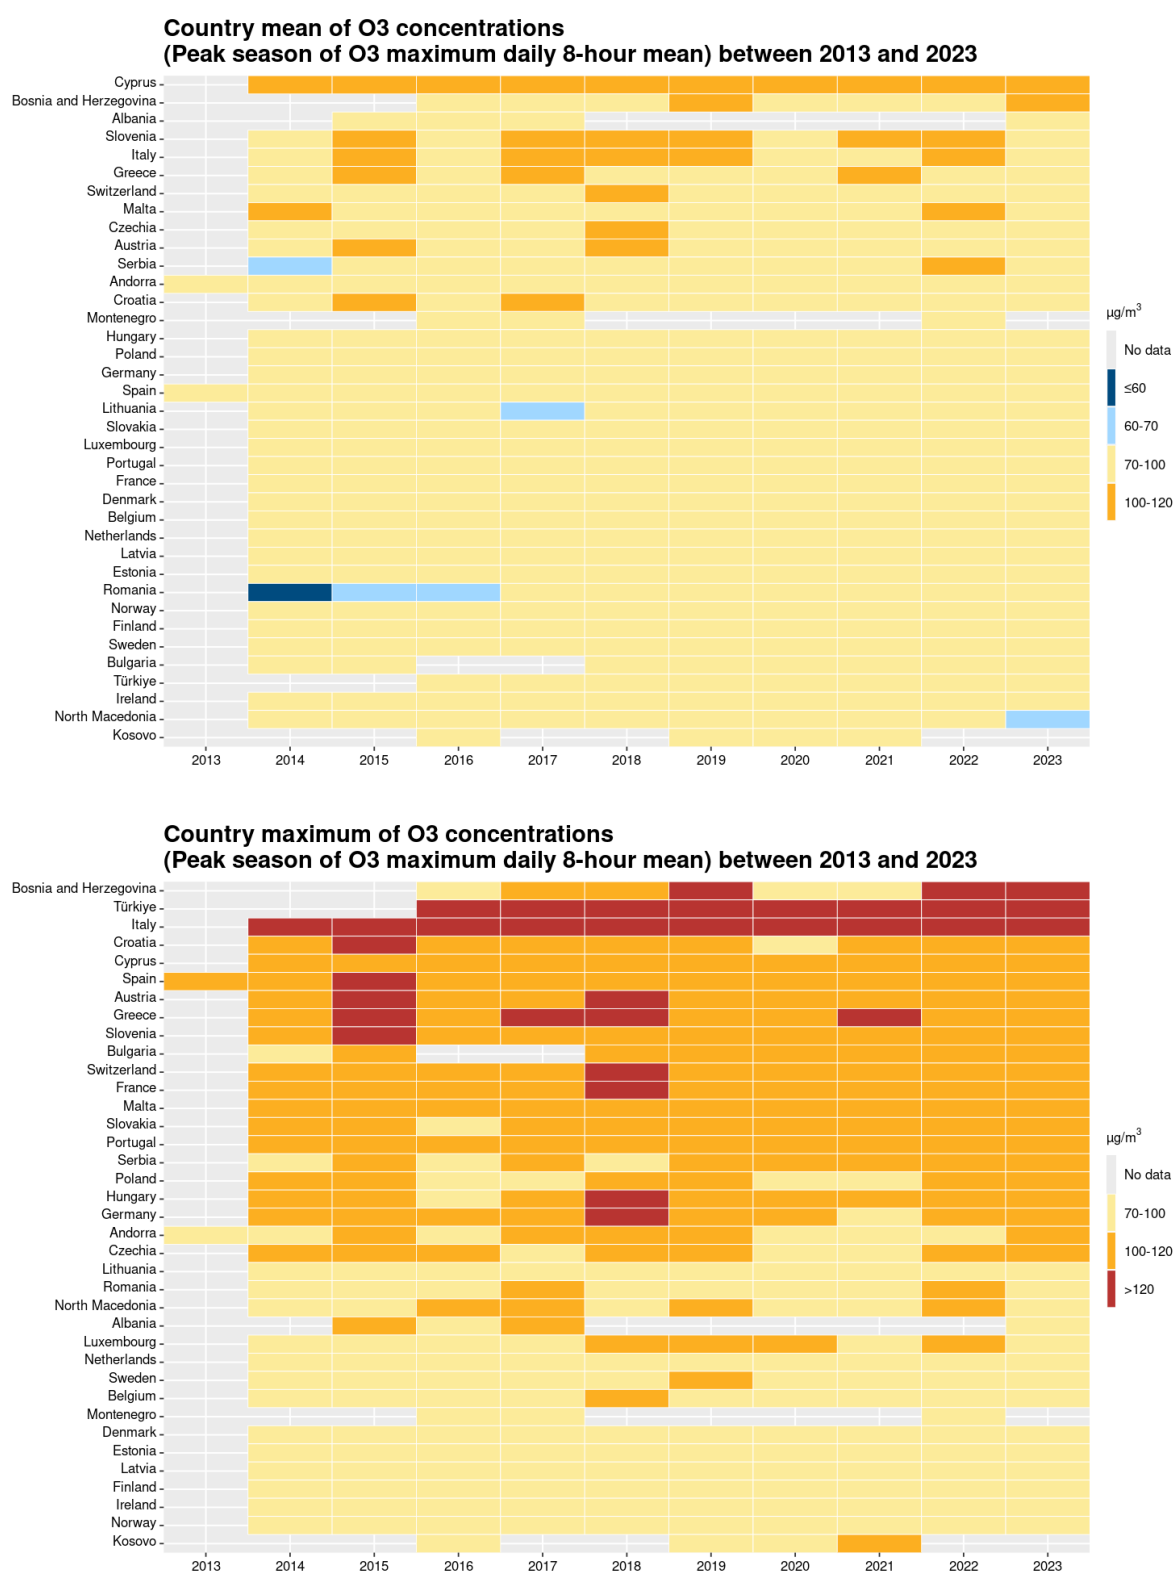 Country mean of O3 concentrations
(Peak season of O3 maximum daily 8-hour mean) between 2013 and 2023
Cyprus
Bosnia and Herzegovina
Albania
Slovenia
Italy
Greece
Switzerland
Malta
Czechia
Austria
Serbia
Andorra
Croatia
Montenegro
Hungary
Poland
Germany
Spain
Lithuania
Slovakia
Luxembourg
Portugal
France
Denmark
Belgium
Netherlands
Latvia
Estonia
Romania
Norway
Finland
Sweden
Bulgaria
Türkiye
Ireland
North Macedonia
Kosovo
2013 2014 2015 2016 2017 2018 2019 2020 2021 2022 2023
µg/m³
No data
≤60
60-70
70-100
100-120
Country maximum of O3 concentrations
(Peak season of O3 maximum daily 8-hour mean) between 2013 and 2023
Bosnia and Herzegovina
Türkiye
Italy
Croatia
Cyprus
Spain
Austria
Greece
Slovenia
Bulgaria
Switzerland
France
Malta
Slovakia
Portugal
Serbia
Poland
Hungary
Germany
Andorra
Czechia
Lithuania
Romania
North Macedonia
Albania
Luxembourg
Netherlands
Sweden
Belgium
Montenegro
Denmark
Estonia
Latvia
Finland
Ireland
Norway
Kosovo
2013 2014 2015 2016 2017 2018 2019 2020 2021 2022 2023
µg/m³
No data
70-100
100-120
>120